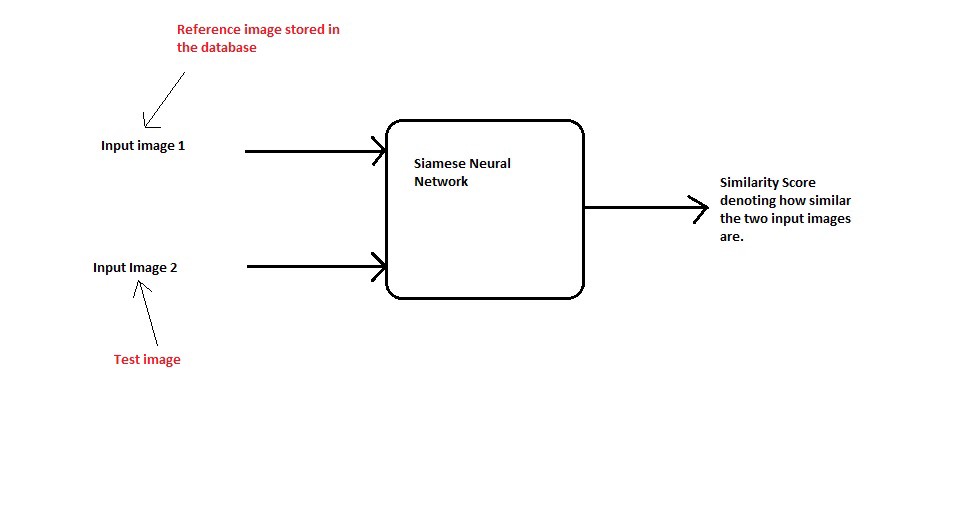 Reference image stored in
the database
Input image 1
Siamese Neural
Network
Similarity Score
denoting how similar
the two input images
are.
Input Image 2
Test image